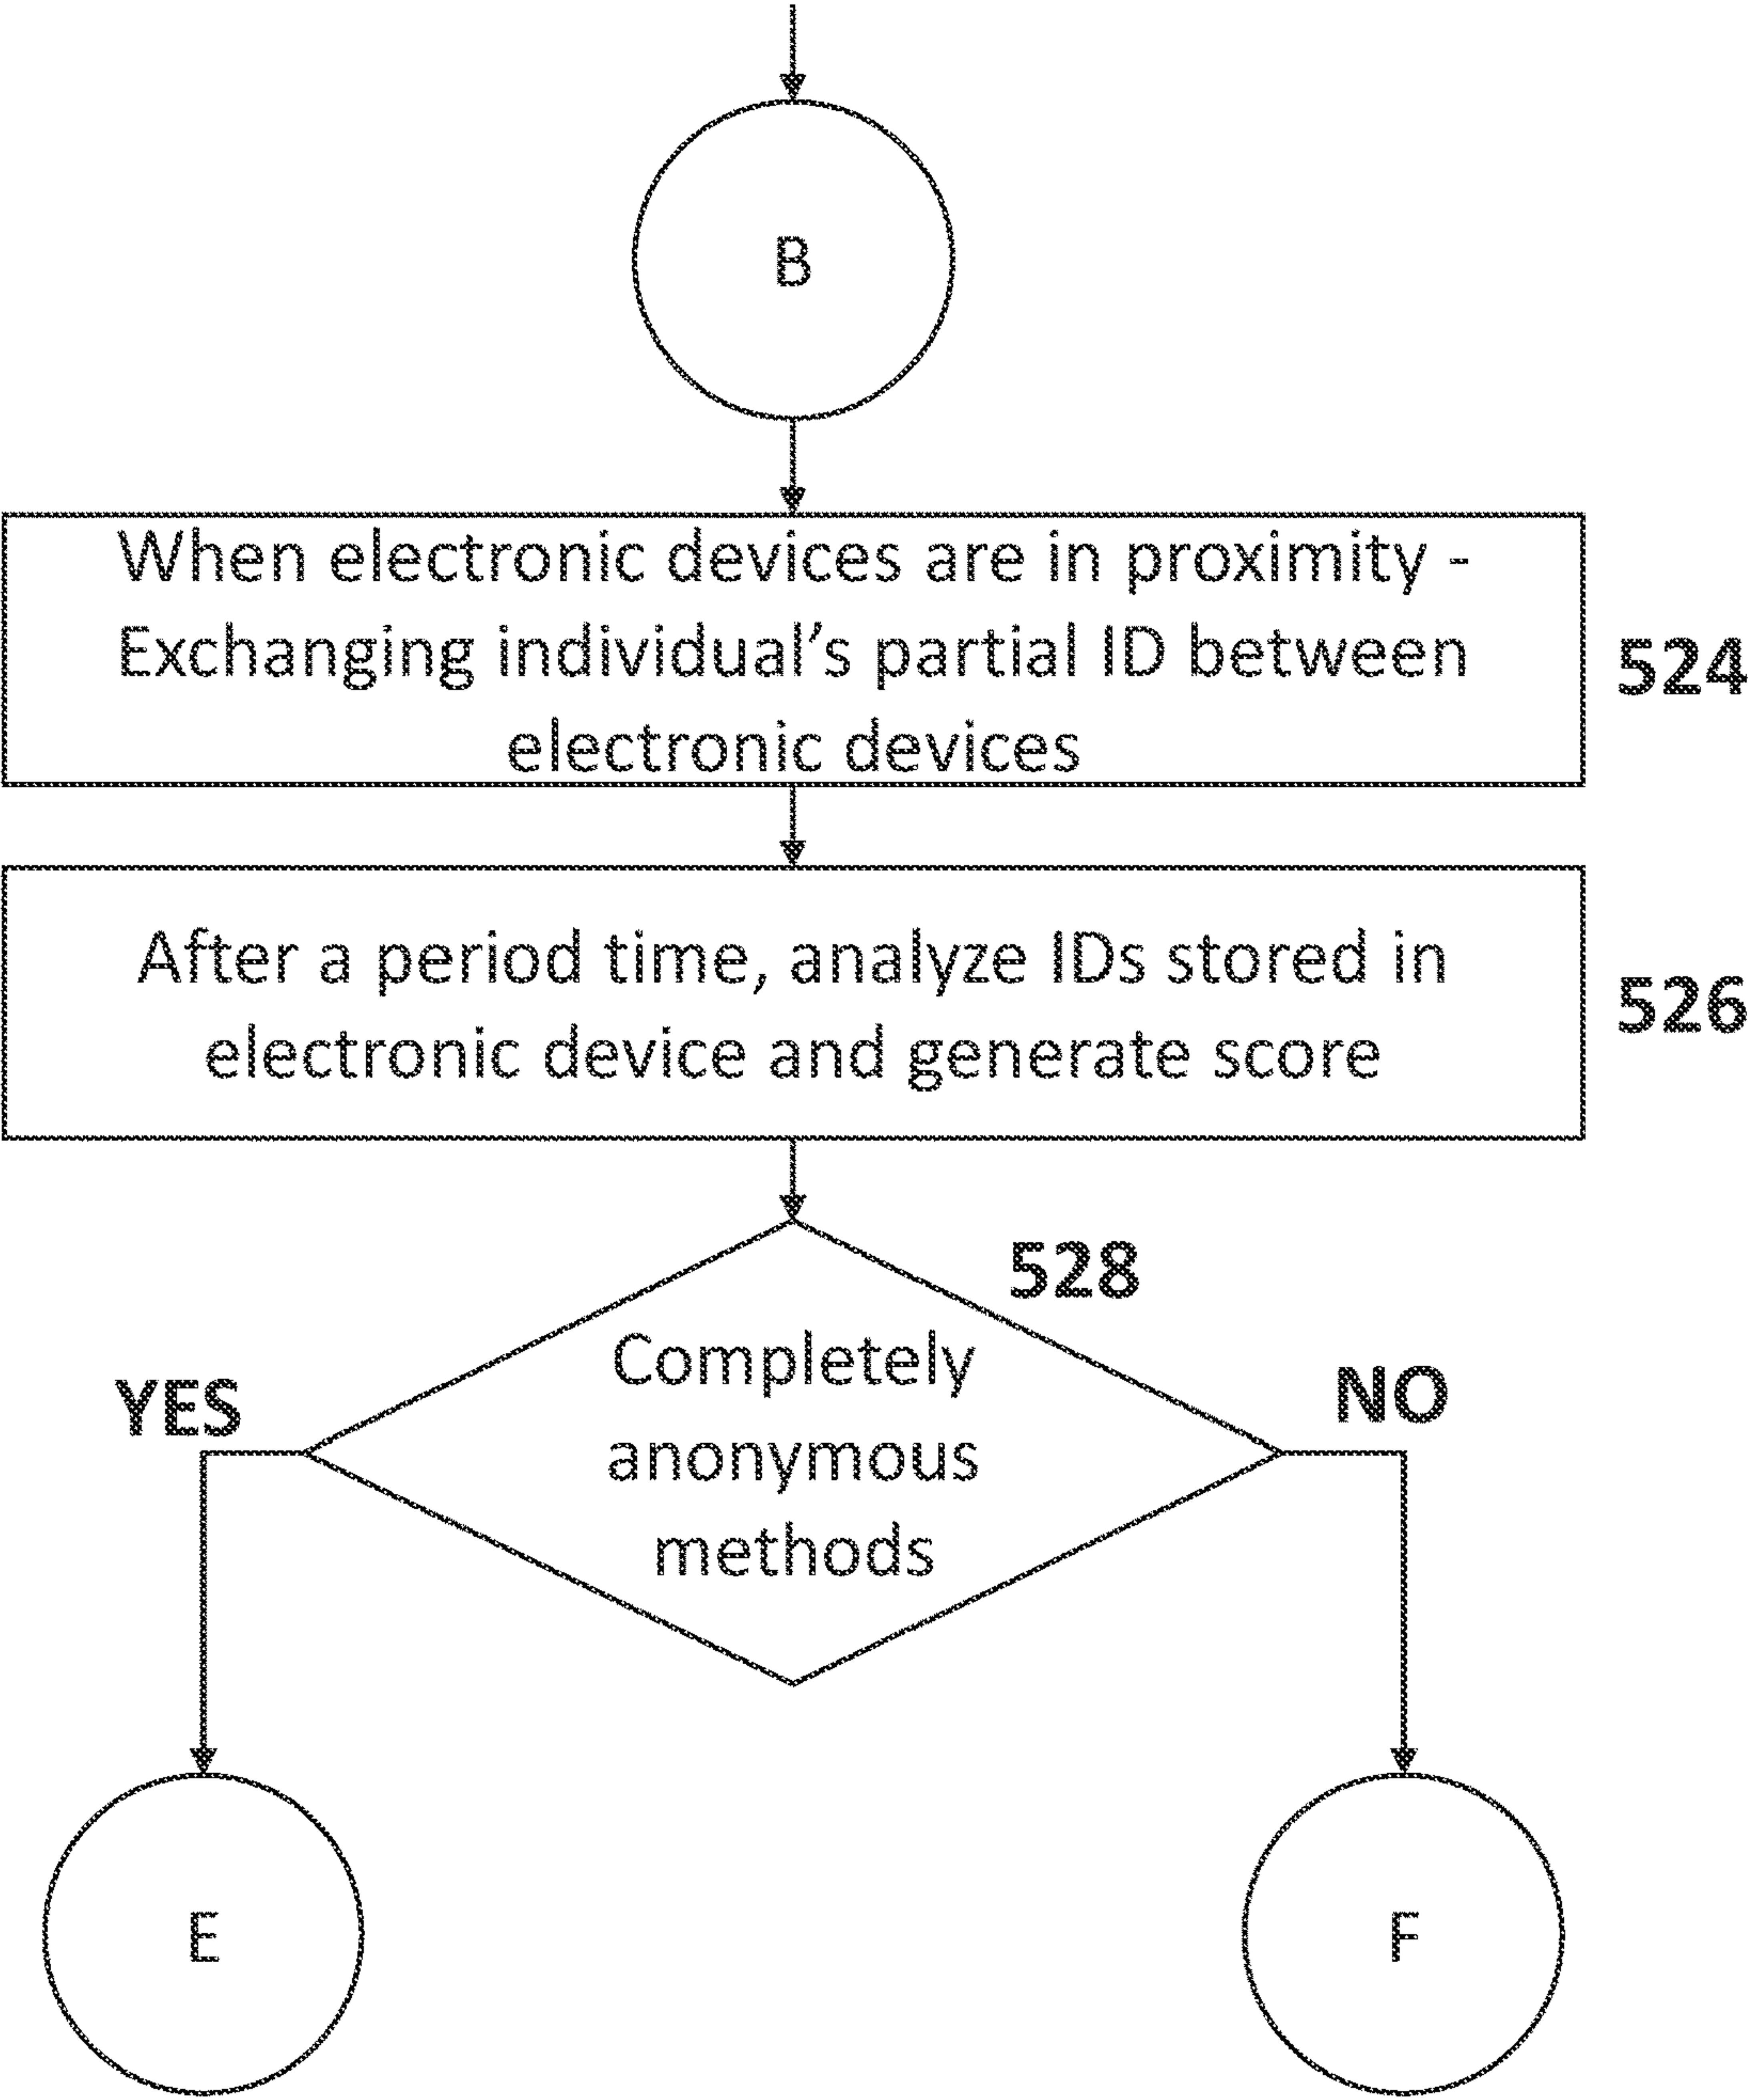 B
When electronic devices are in proximity -
Exchanging individual’s partial ID between
electronic devices
524
After a period time, analyze IDs stored in
electronic device and generate score
526
528
Completely
anonymous
methods
YES
NO
E
F